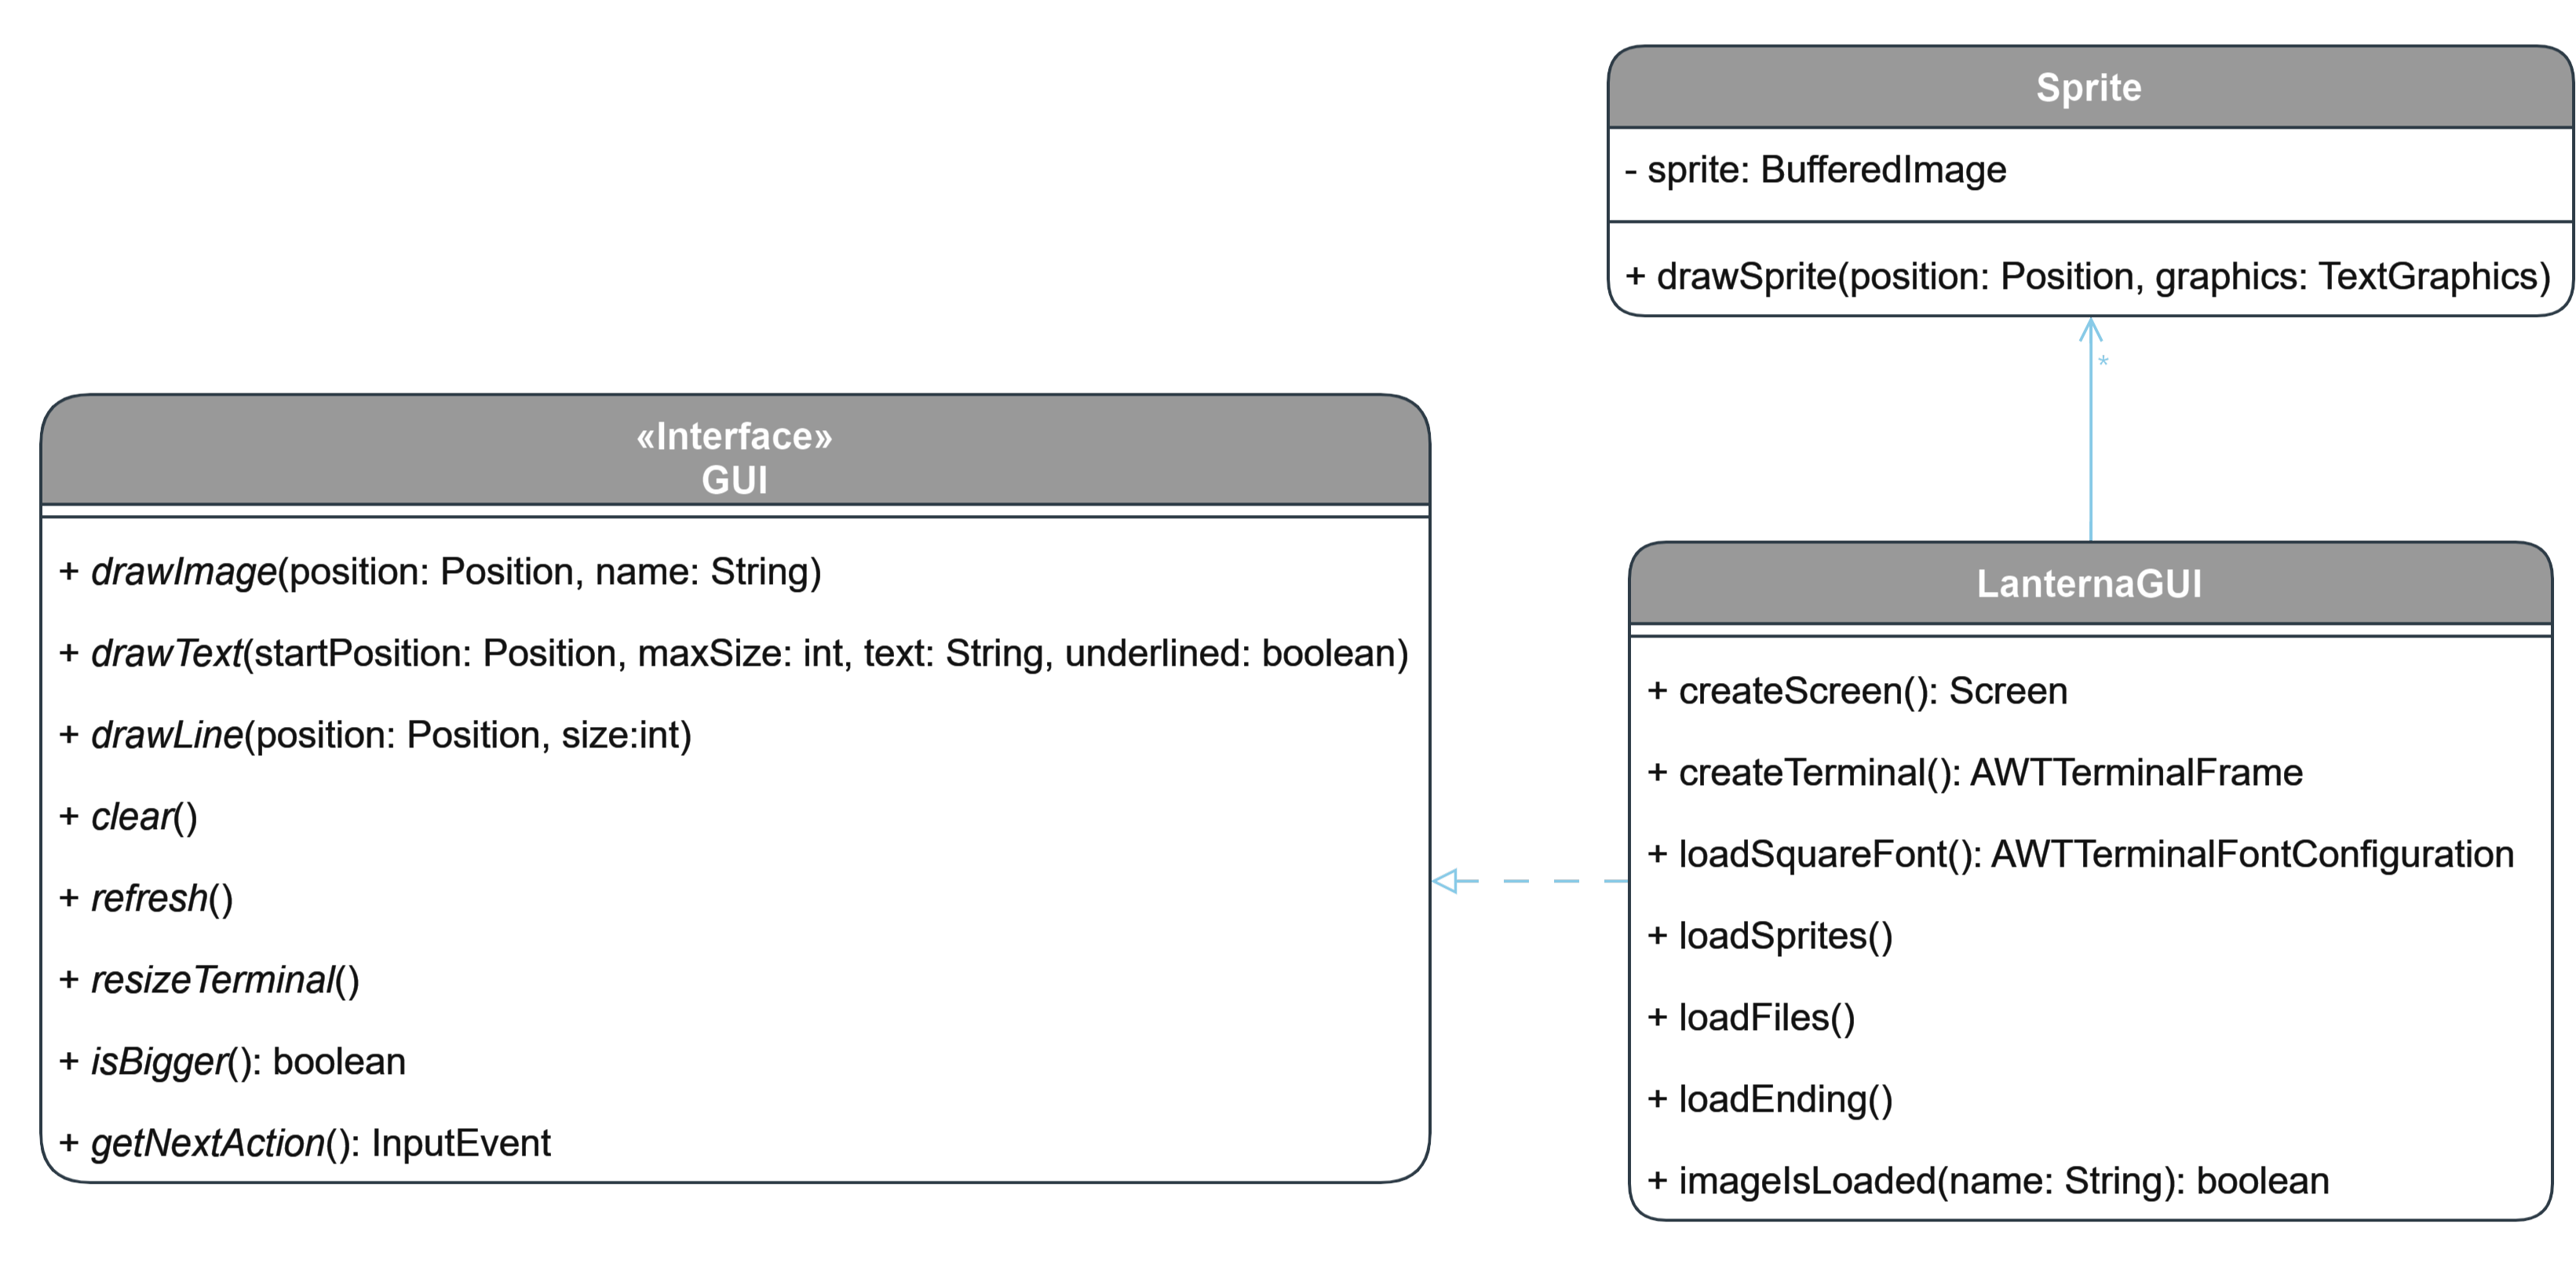 Sprite
- sprite: BufferedImage
+ drawSprite(position: Position, graphics: TextGraphics)
*
«Interface»
GUI
+ drawImage(position: Position, name: String)
+ drawText(startPosition: Position, maxSize: int, text: String, underlined: boolean)
+ drawLine(position: Position, size:int)
+ clear()
+ refresh()
+ resizeTerminal()
+ isBigger(): boolean
+ getNextAction(): InputEvent
LanternaGUI
+ createScreen(): Screen
+ createTerminal(): AWTTerminalFrame
+ loadSquareFont(): AWTTerminalFontConfiguration
+ loadSprites()
+ loadFiles()
+ loadEnding()
+ imageIsLoaded(name: String): boolean